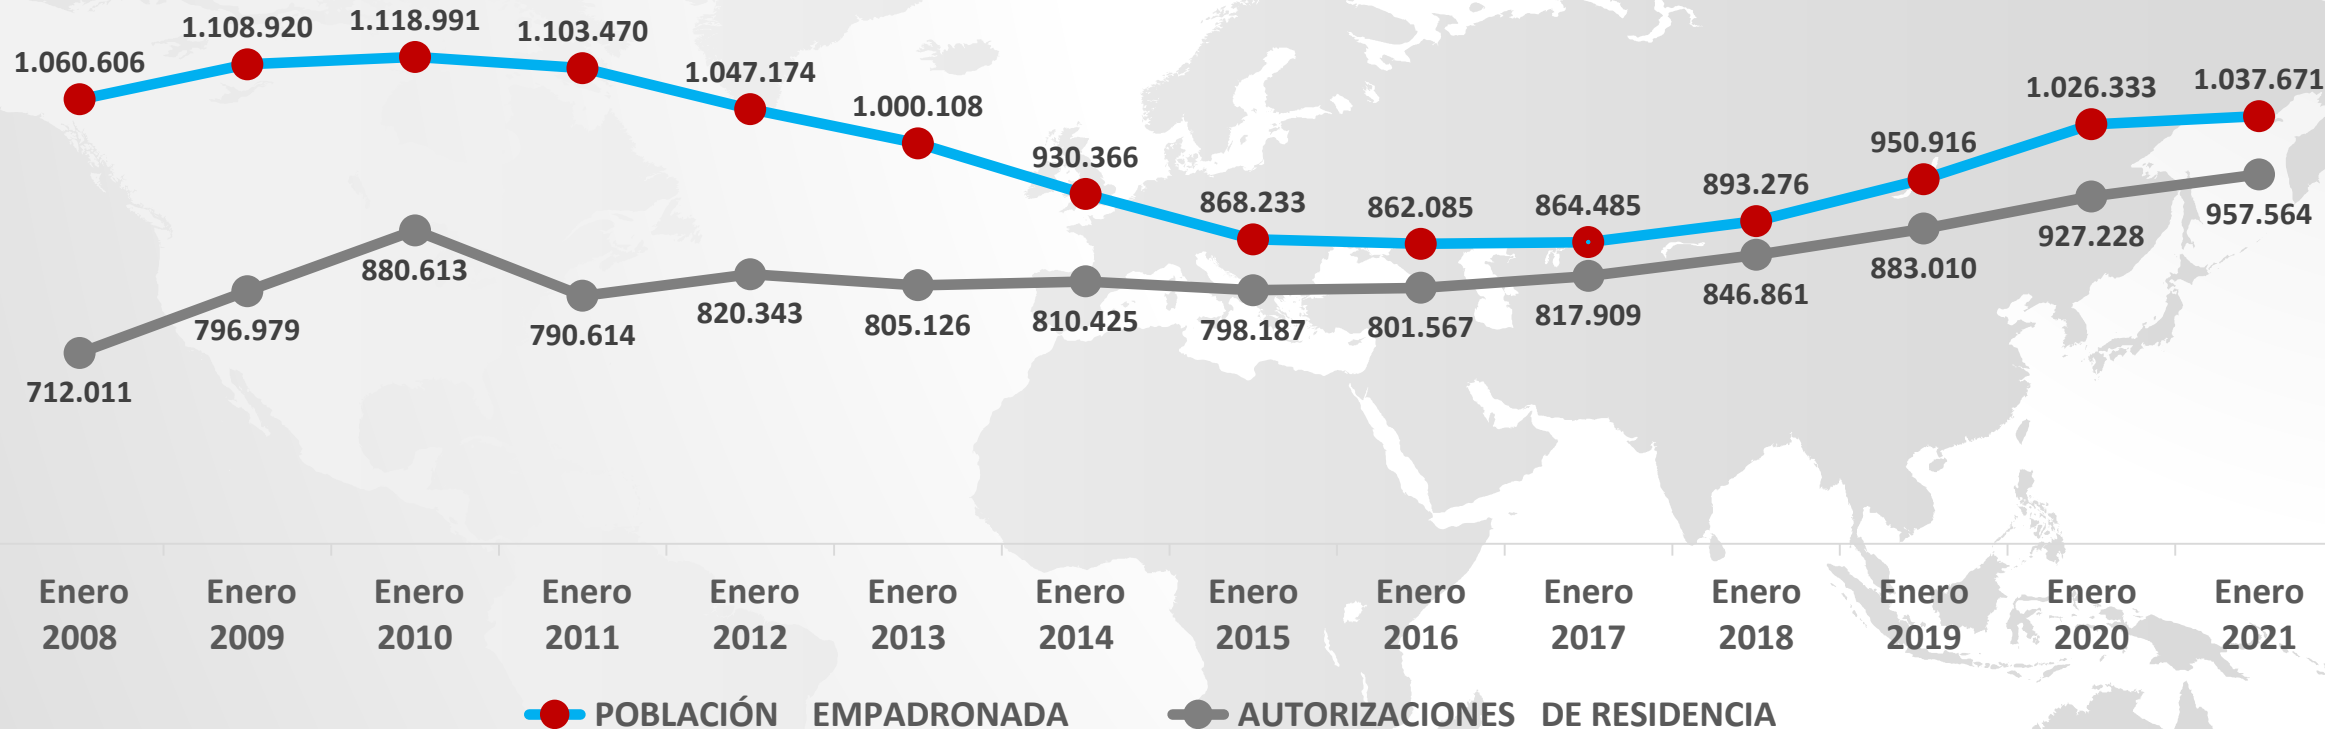 1.060.606
1.108.920
1.118.991
1.103.470
1.047.174
1.000.108
930.366
868.233
862.085
864.485
893.276
950.916
1.026.333
1.037.671
712.011
796.979
880.613
790.614
820.343
805.126
810.425
798.187
801.567
817.909
846.861
883.010
927.228
957.564
Enero
2008
Enero
2009
Enero
2010
Enero
2011
Enero
2012
Enero
2013
Enero
2014
Enero
2015
Enero
2016
Enero
2017
Enero
2018
Enero
2019
Enero
2020
Enero
2021
POBLACIÓN EMPADRONADA
AUTORIZACIONES DE RESIDENCIA